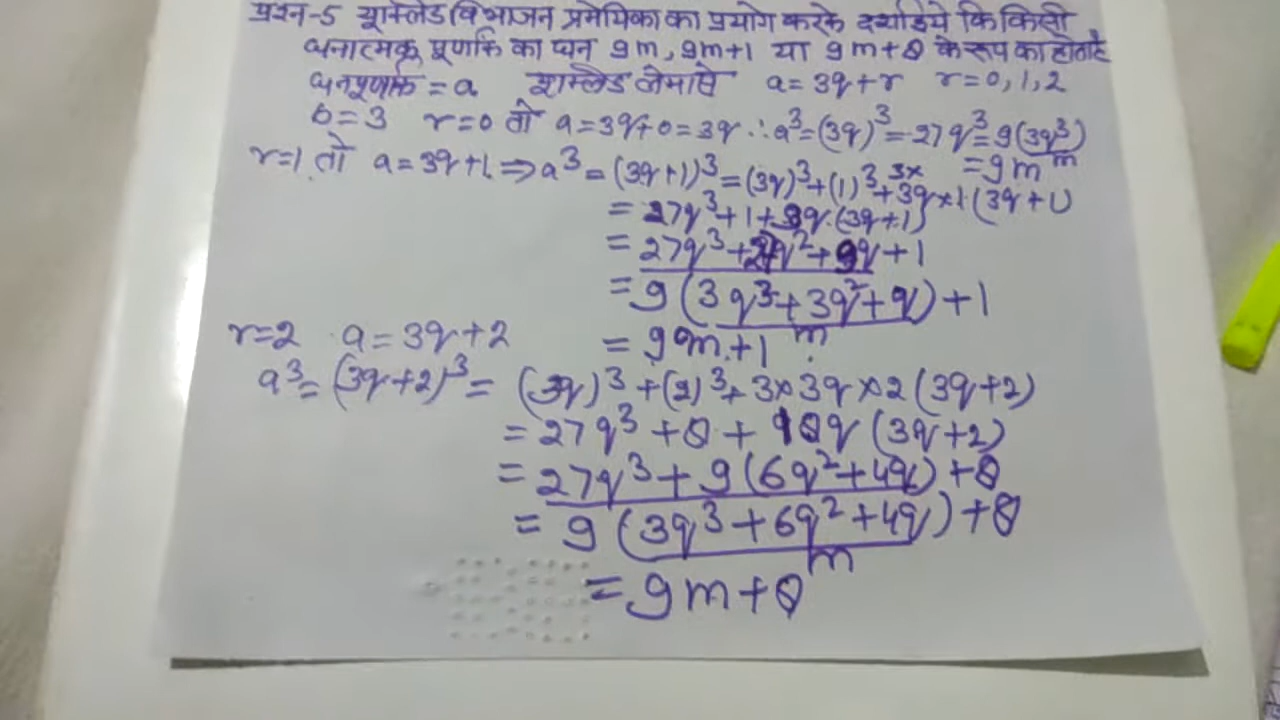 प्रश्न-5 यूक्लिड विभाजन प्रमेयिका का प्रयोग करके दर्शाइये कि किसी
धनात्मक पूर्णांक का घन 9m, 9m+1 या 9m+8 के रूप का होता है
धनपूर्णांक = a यूक्लिड लेमासे a=3q+r r=0,1,2
b=3 r=0 तो a=3q+0=3q ∴a³=(3q)³=27q³=9(3q³)
m
=9m
r=1 तो a=3q+1⇒a³=(3q+1)³=(3q)³+(1)³+3×3q×1(3q+1)
=27q³+1+9q(3q+1)
=27q³+27q²+9q+1
=9(3q³+3q²+q)+1
m
=9m+1
r=2 a=3q+2
a³=(3q+2)³=(3q)³+(2)³+3×3q×2(3q+2)
=27q³+8+18q(3q+2)
=27q³+9(6q²+4q)+8
=9(3q³+6q²+4q)+8
m
=9m+8